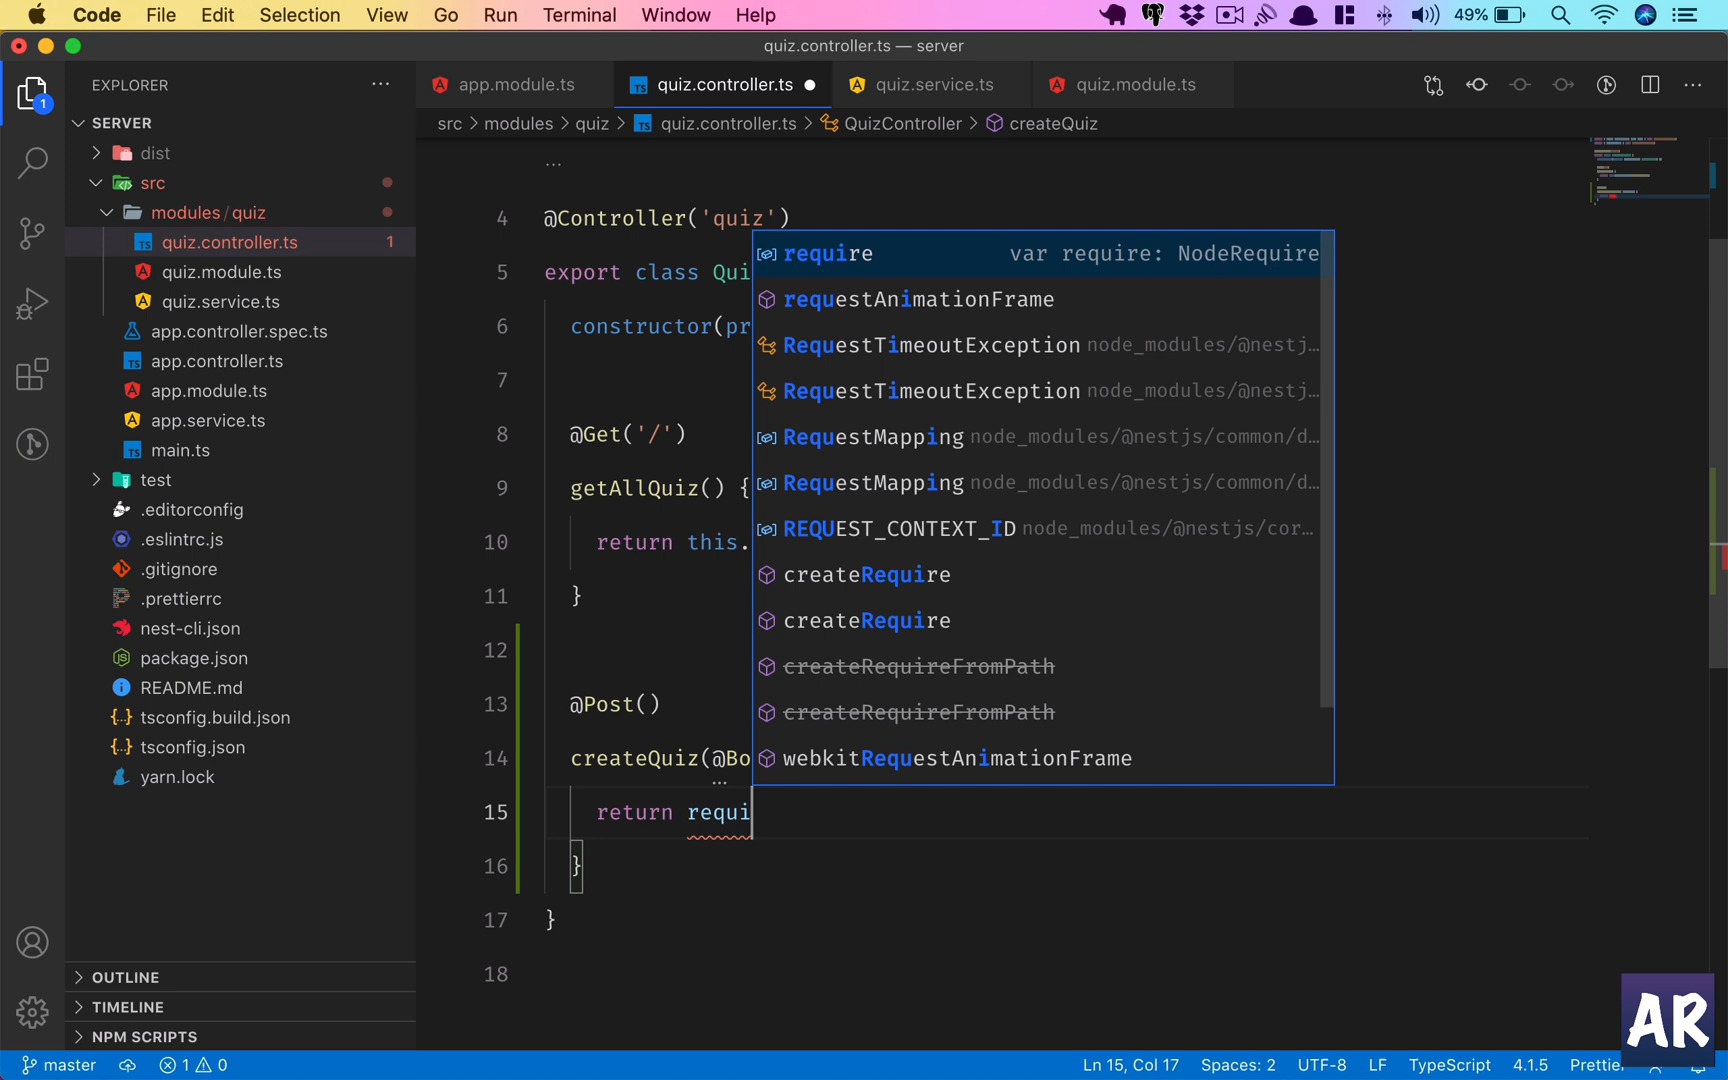 Code File Edit Selection View Go Run Terminal Window Help 49%
quiz.controller.ts — server
EXPLORER
app.module.ts quiz.controller.ts quiz.service.ts quiz.module.ts
src > modules > quiz > TS quiz.controller.ts > QuizController > createQuiz
1
SERVER
dist
src
modules / quiz
TS quiz.controller.ts 1
quiz.module.ts
quiz.service.ts
app.controller.spec.ts
TS app.controller.ts
app.module.ts
app.service.ts
TS main.ts
test
.editorconfig
.eslintrc.js
.gitignore
.prettierrc
nest-cli.json
package.json
README.md
tsconfig.build.json
tsconfig.json
yarn.lock
OUTLINE
TIMELINE
NPM SCRIPTS
4 @Controller('quiz')
5 export class Qui
6 constructor(pr
7
8 @Get('/')
9 getAllQuiz() {
10 return this.
11 }
12
13 @Post()
14 createQuiz(@Bo
15 return requi
16 }
17 }
18
require var require: NodeRequire
requestAnimationFrame
RequestTimeoutException node_modules/@nestj…
RequestTimeoutException node_modules/@nestj…
RequestMapping node_modules/@nestjs/common/d…
RequestMapping node_modules/@nestjs/common/d…
REQUEST_CONTEXT_ID node_modules/@nestjs/cor…
createRequire
createRequire
createRequireFromPath
createRequireFromPath
webkitRequestAnimationFrame
AR
master 1 0 Ln 15, Col 17 Spaces: 2 UTF-8 LF TypeScript 4.1.5 Prettier